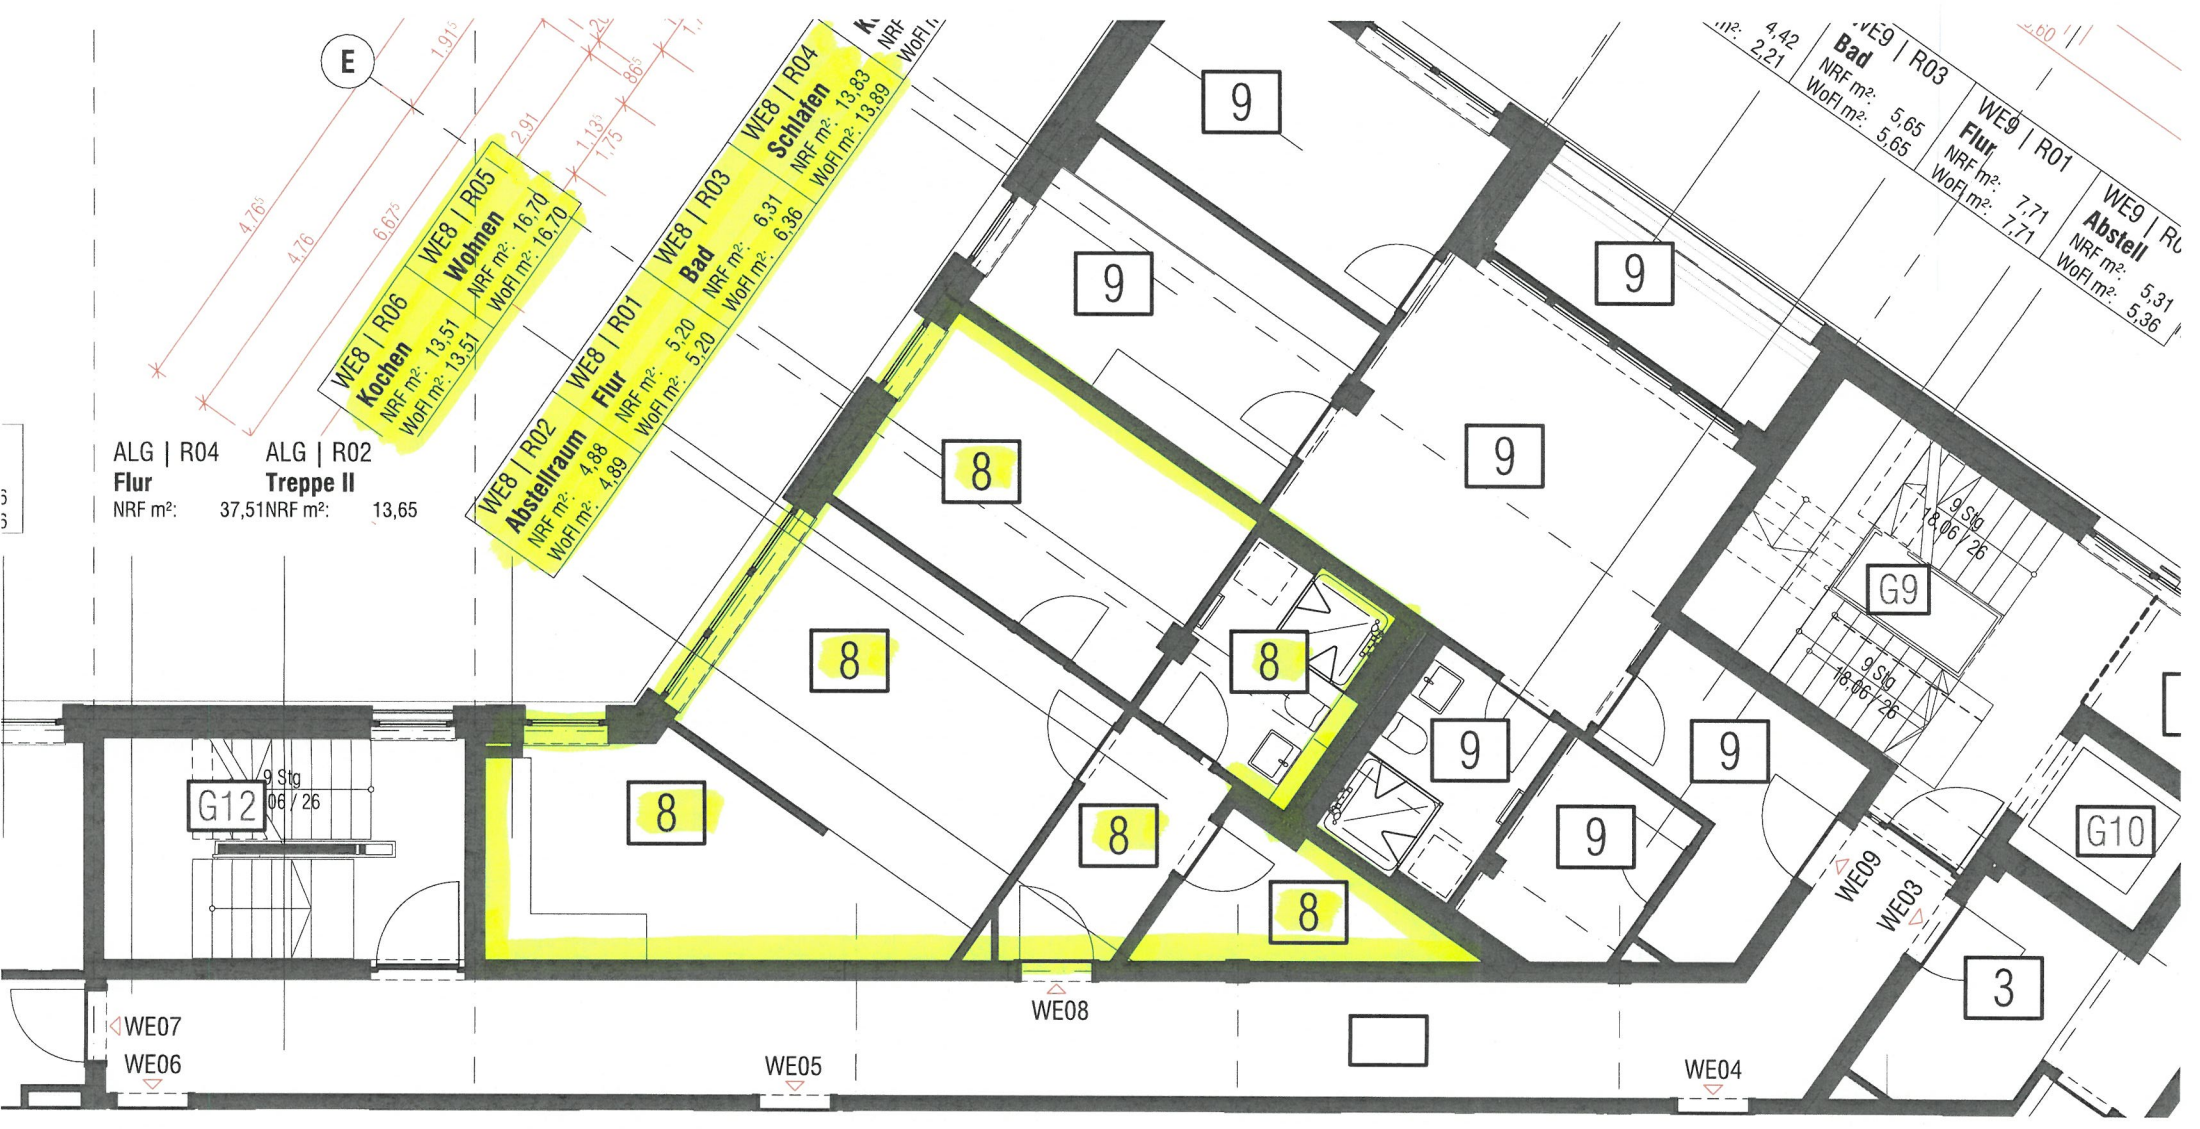 E
4.76⁵
4.76
6.67⁵
1.91⁵
2.91
1.13⁵
1.75
86⁵
WE8 | R05
Wohnen
NRF m²: 16,70
WoFl m²: 16,70
WE8 | R06
Kochen
NRF m²: 13,51
WoFl m²: 13,51
WE8 | R04
Schlafen
NRF m²: 13,83
WoFl m²: 13,89
WE8 | R03
Bad
NRF m²: 6,31
WoFl m²: 6,36
WE8 | R01
Flur
NRF m²: 5,20
WoFl m²: 5,20
WE8 | R02
Abstellraum
NRF m²: 4,88
WoFl m²: 4,89
NRF
WoFl
ALG | R04
Flur
NRF m²: 37,51
ALG | R02
Treppe II
NRF m²: 13,65
4,42
m²: 2,21
WE9 | R03
Bad
NRF m²: 5,65
WoFl m²: 5,65
WE9 | R01
Flur
NRF m²: 7,71
WoFl m²: 7,71
WE9
Abstell
NRF m²: 5,31
WoFl m²: 5,36
9
9
9
9
8
8
8
8
8
8
9
9
9
9 Stg
18,06 / 26
G9
9 Stg
18,06 / 26
G12
9 Stg
06 / 26
G10
3
WE09
WE03
WE08
WE07
WE06
WE05
WE04